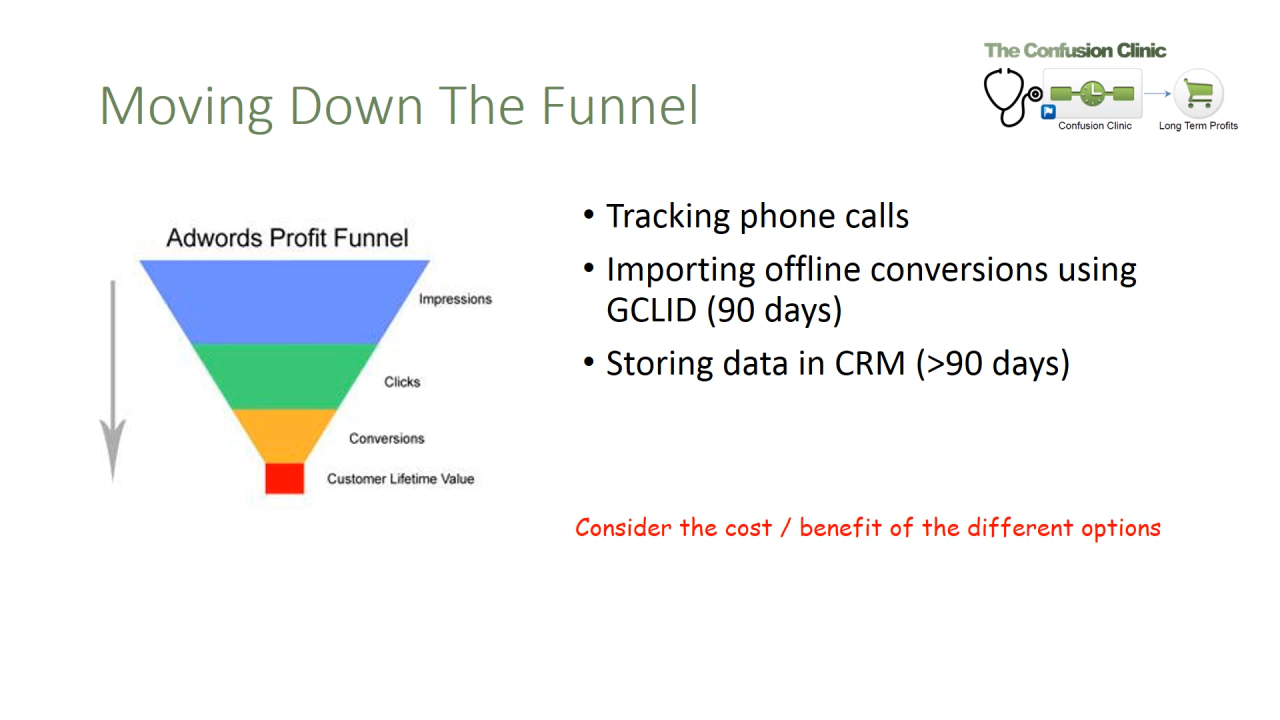 The Confusion Clinic
Confusion Clinic
Long Term Profits
Moving Down The Funnel
Adwords Profit Funnel
Impressions
Clicks
Conversions
Customer Lifetime Value
• Tracking phone calls
• Importing offline conversions using
GCLID (90 days)
• Storing data in CRM (>90 days)
Consider the cost / benefit of the different options